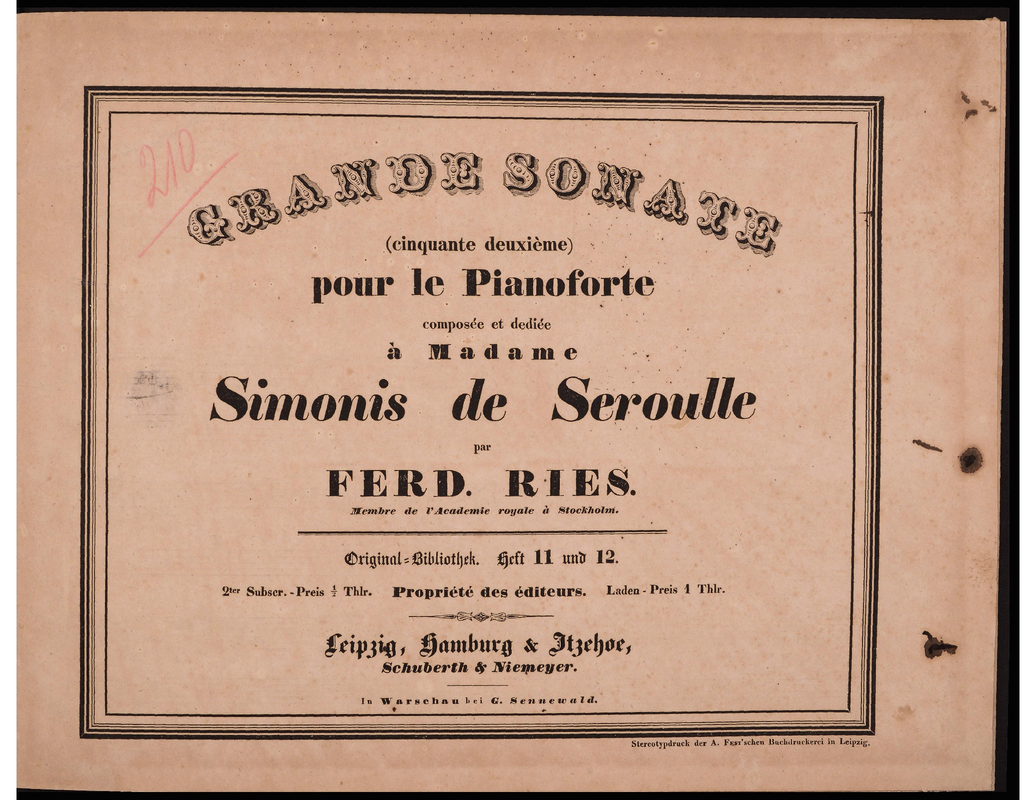 210
GRANDE SONATE
(cinquante deuxième)
pour le Pianoforte
composée et dediée
à Madame
Simonis de Seroulle
par
FERD. RIES.
Membre de l'Academie royale à Stockholm.
Original-Bibliothek. Heft 11 und 12.
2ter Subscr.-Preis ½ Thlr. Propriété des éditeurs. Laden-Preis 1 Thlr.
Leipzig, Hamburg & Itzehoe,
Schuberth & Niemeyer.
In Warschau bei G. Sennewald.
Stereotypdruck der A. FEST'schen Buchdruckerei in Leipzig.